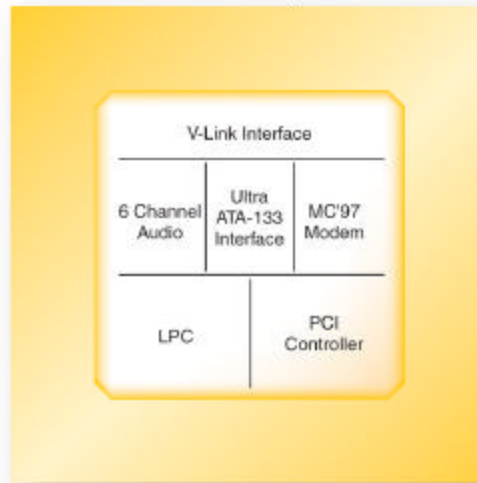 V-Link Interface
6 Channel
Audio
Ultra
ATA-133
Interface
MC'97
Modem
LPC
PCI
Controller